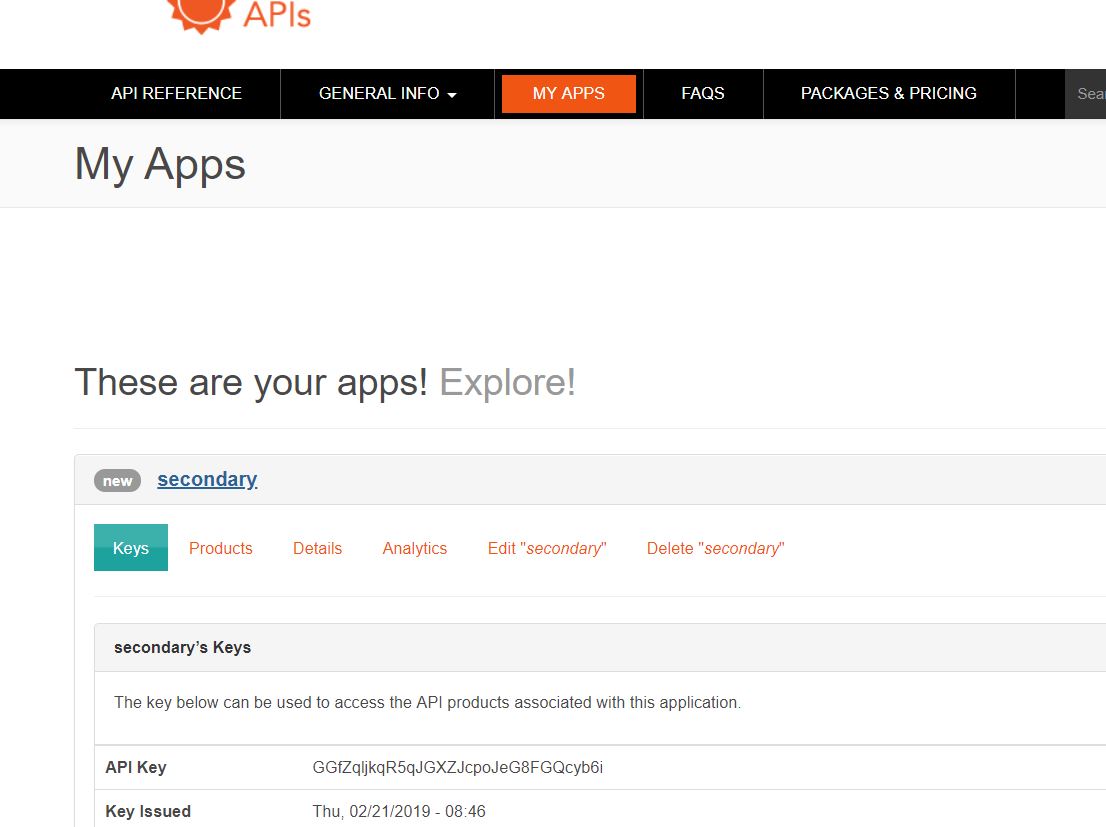 APIs
API REFERENCE
GENERAL INFO
MY APPS
FAQS
PACKAGES & PRICING
My Apps
These are your apps! Explore!
new secondary
Keys
Products
Details
Analytics
Edit "secondary"
Delete "secondary"
secondary’s Keys
The key below can be used to access the API products associated with this application.
API Key GGfZqljkqR5qJGXZJcpoJeG8FGQcyb6i
Key Issued Thu, 02/21/2019 - 08:46